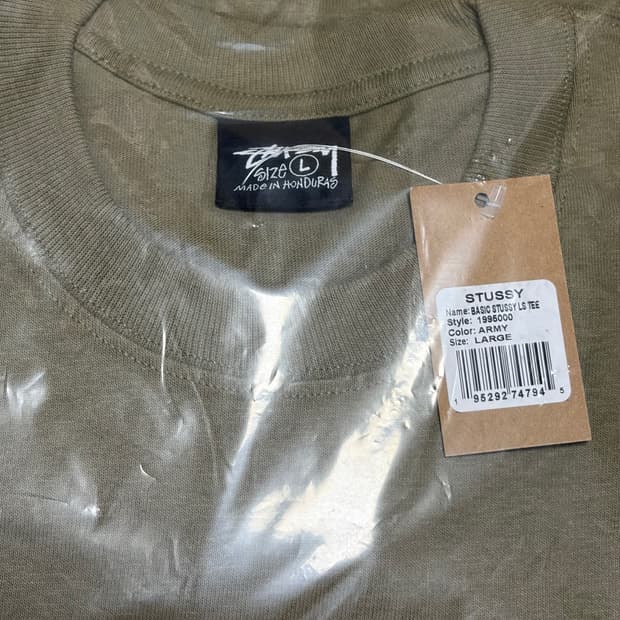 STUSSY
SIZE L
MADE IN HONDURAS
STUSSY
Name: BASIC STUSSY LS TEE
Style: 1995000
Color: ARMY
Size: LARGE
1 95292 74794 5